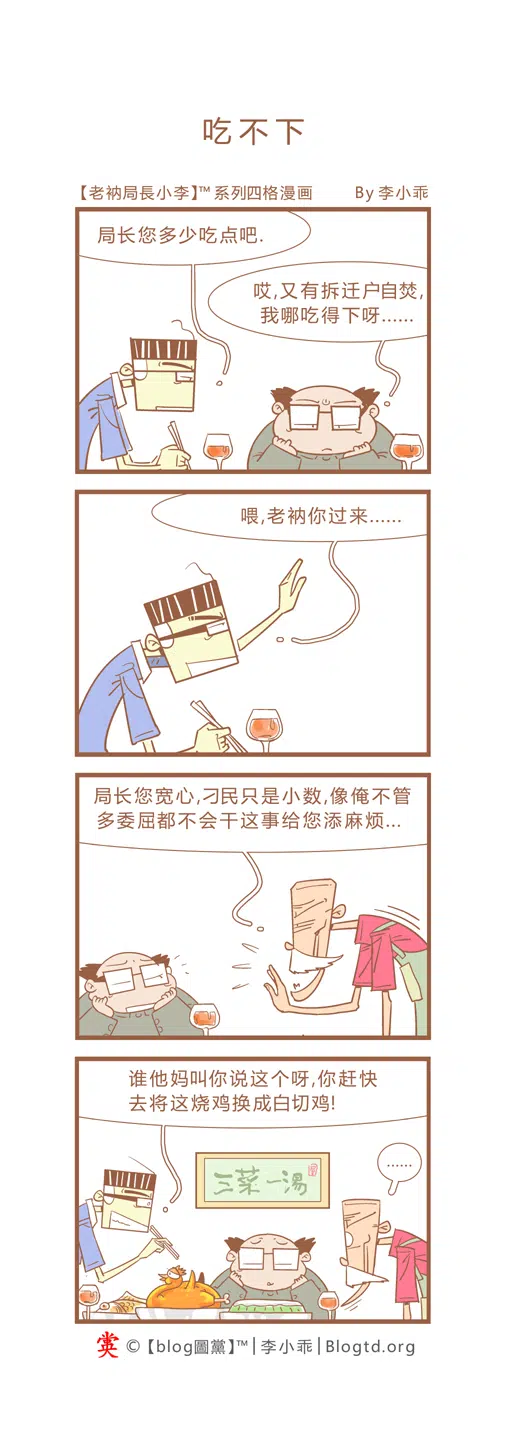 吃不下
【老衲局長小李】™系列四格漫画 By 李小乖
局长您多少吃点吧.
哎,又有拆迁户自焚,
我哪吃得下呀......
喂,老衲你过来......
局长您宽心,刁民只是小数,像俺不管
多委屈都不会干这事给您添麻烦...
谁他妈叫你说这个呀,你赶快
去将这烧鸡换成白切鸡!
三菜一湯
......
©【blog圖黨】™|李小乖|Blogtd.org